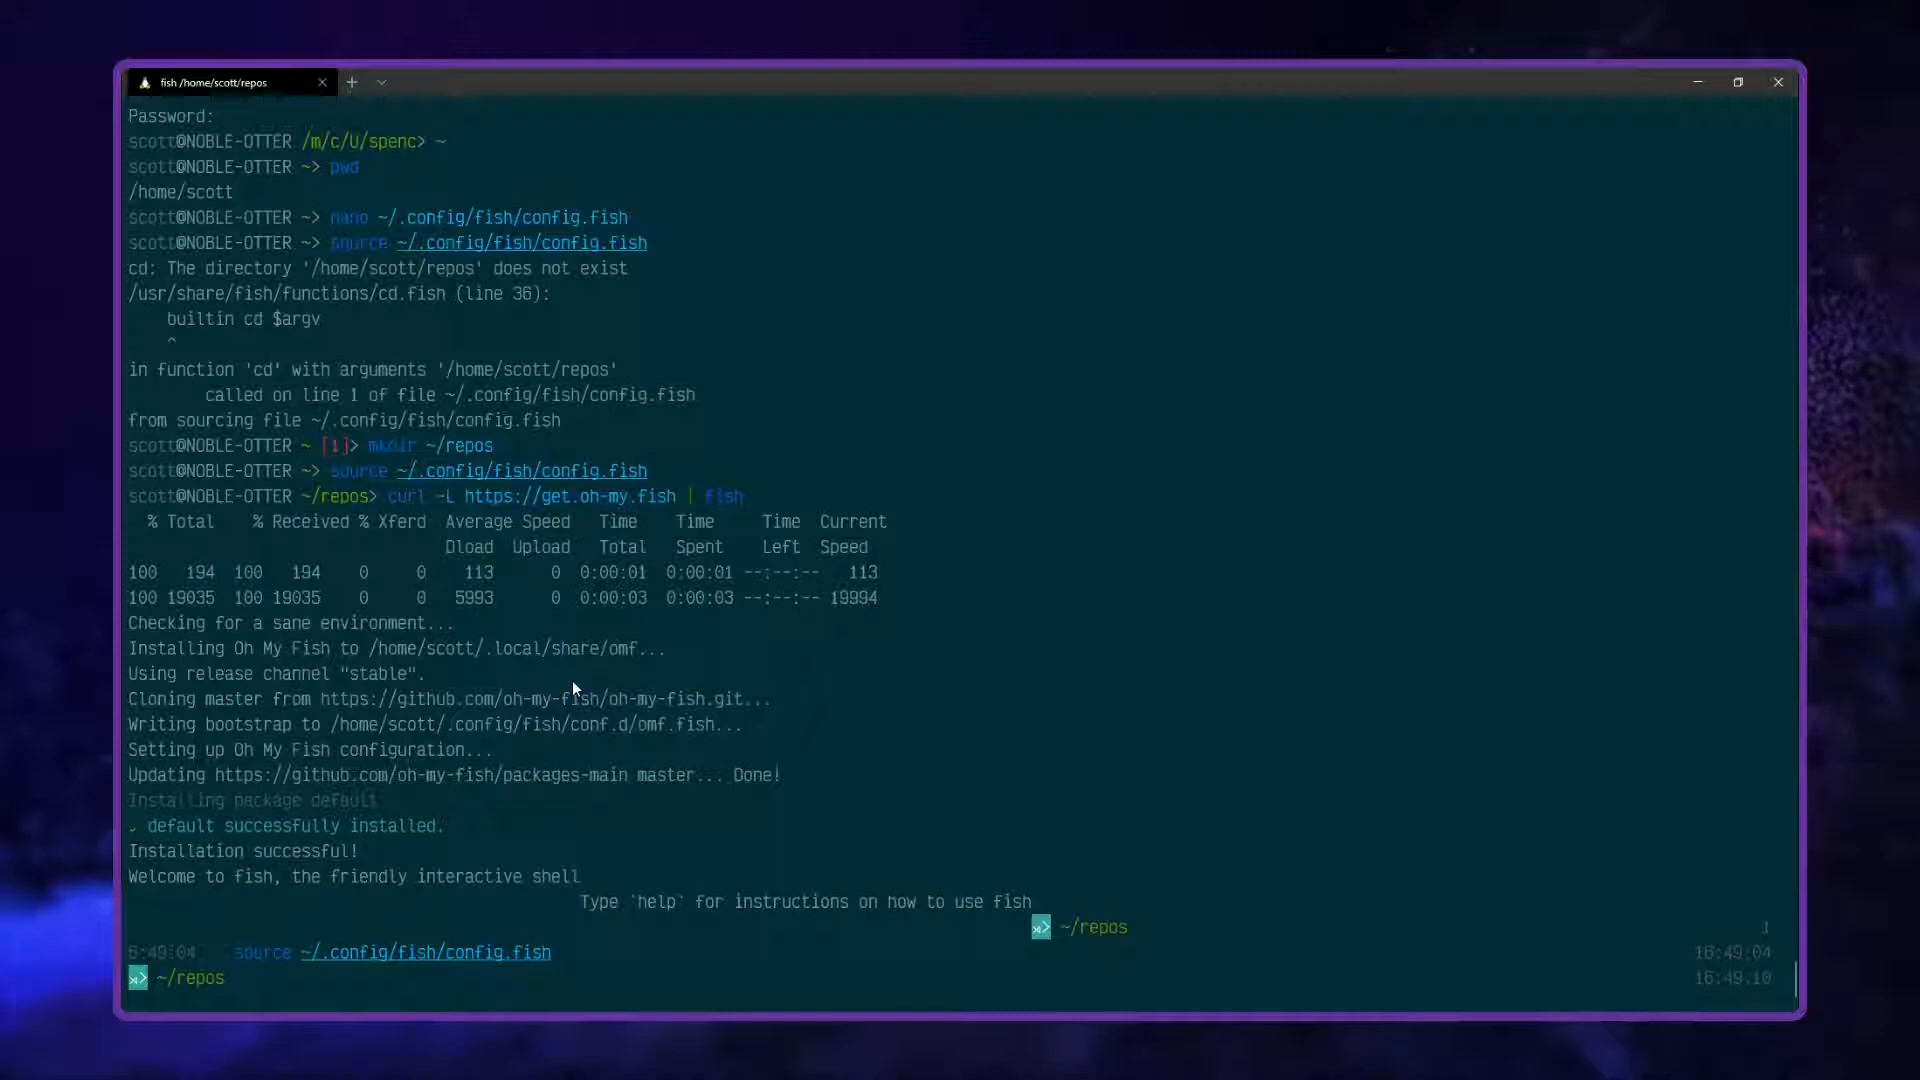 fish /home/scott/repos
Password:
scott@NOBLE-OTTER /m/c/U/spenc> ~
scott@NOBLE-OTTER ~> pwd
/home/scott
scott@NOBLE-OTTER ~> nano ~/.config/fish/config.fish
scott@NOBLE-OTTER ~> source ~/.config/fish/config.fish
cd: The directory '/home/scott/repos' does not exist
/usr/share/fish/functions/cd.fish (line 36):
builtin cd $argv
^
in function 'cd' with arguments '/home/scott/repos'
called on line 1 of file ~/.config/fish/config.fish
from sourcing file ~/.config/fish/config.fish
scott@NOBLE-OTTER ~ [1]> mkdir ~/repos
scott@NOBLE-OTTER ~> source ~/.config/fish/config.fish
scott@NOBLE-OTTER ~/repos> curl -L https://get.oh-my.fish | fish
% Total % Received % Xferd Average Speed Time Time Time Current
Dload Upload Total Spent Left Speed
100 194 100 194 0 0 113 0 0:00:01 0:00:01 --:--:-- 113
100 19035 100 19035 0 0 5993 0 0:00:03 0:00:03 --:--:-- 19994
Checking for a sane environment...
Installing Oh My Fish to /home/scott/.local/share/omf...
Using release channel "stable".
Cloning master from https://github.com/oh-my-fish/oh-my-fish.git...
Writing bootstrap to /home/scott/.config/fish/conf.d/omf.fish...
Setting up Oh My Fish configuration...
Updating https://github.com/oh-my-fish/packages-main master... Done!
Installing package default
✔ default successfully installed.
Installation successful!
Welcome to fish, the friendly interactive shell
Type `help` for instructions on how to use fish
⋊> ~/repos 1
6:49:04 source ~/.config/fish/config.fish 16:49:04
⋊> ~/repos 16:49:10